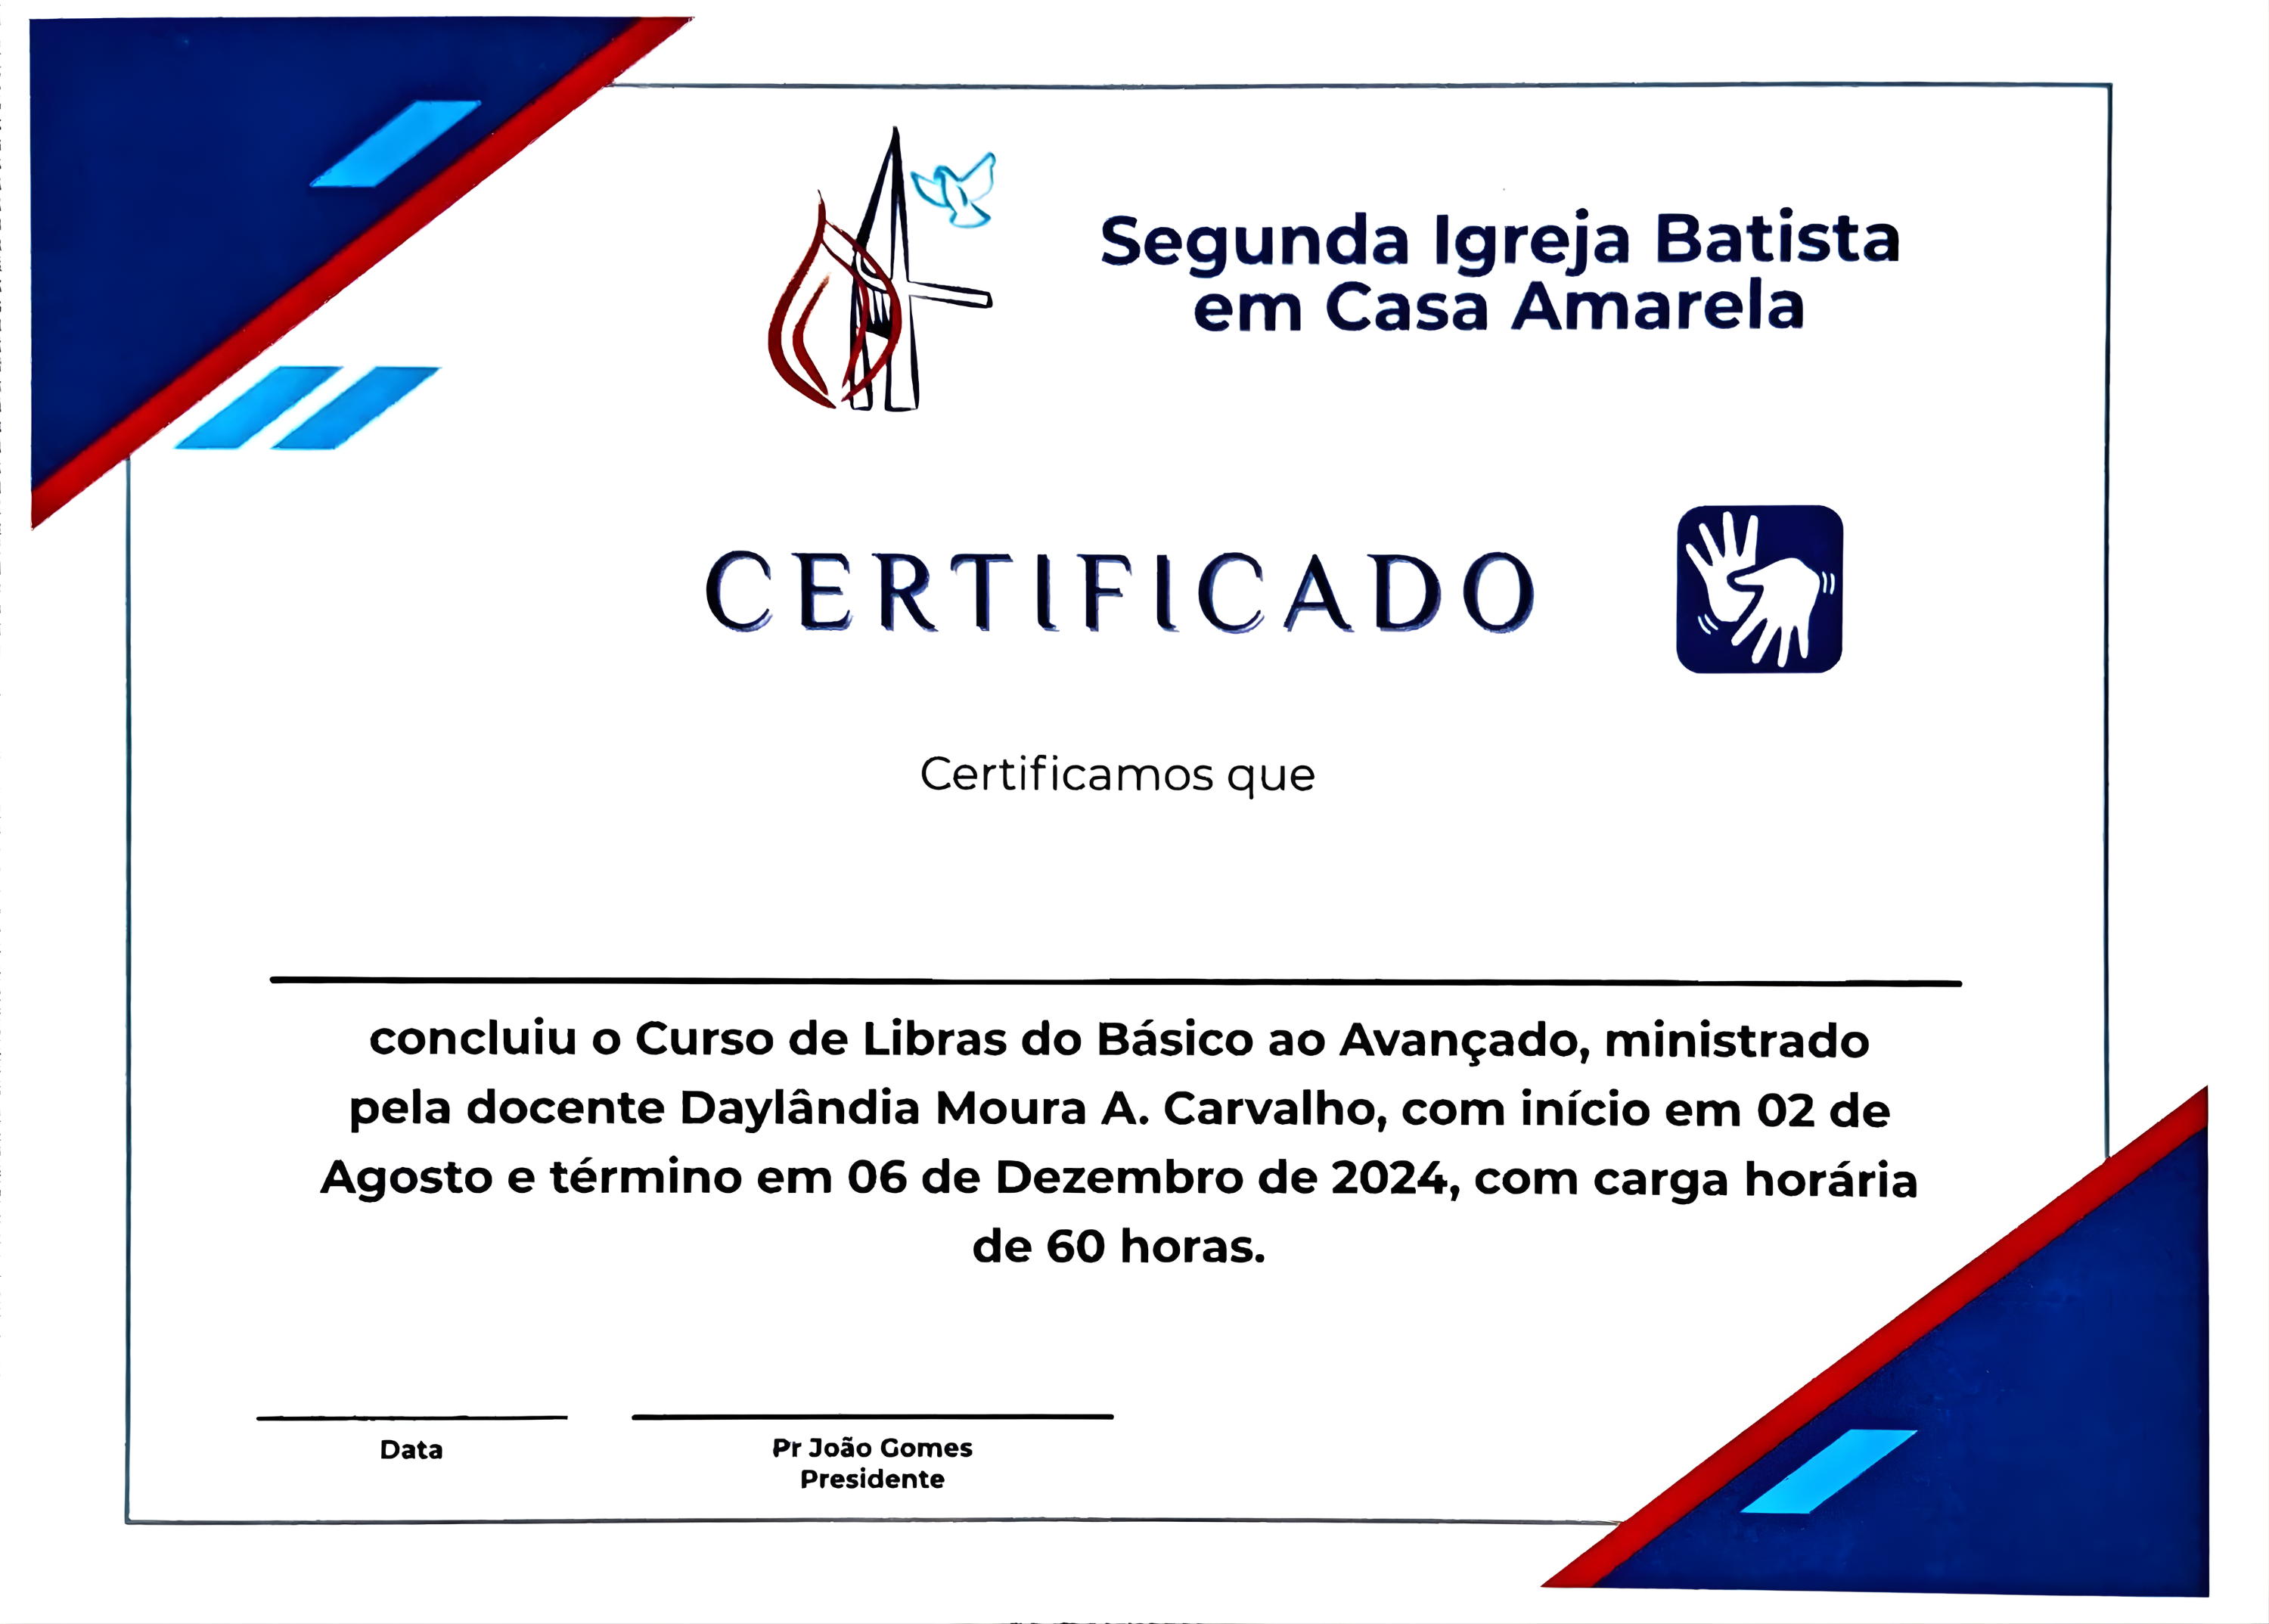 Segunda Igreja Batista
em Casa Amarela
CERTIFICADO
Certificamos que
concluiu o Curso de Libras do Básico ao Avançado, ministrado
pela docente Daylândia Moura A. Carvalho, com início em 02 de
Agosto e término em 06 de Dezembro de 2024, com carga horária
de 60 horas.
Data
Pr João Gomes
Presidente